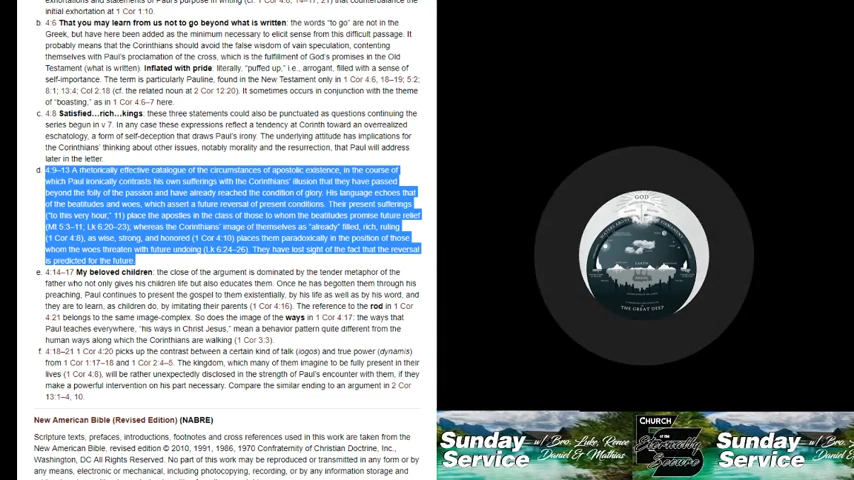 exhortations and statements of Paul's purpose in writing (cf. 1 Cor 4:6, 14–17, 21) that counterbalance the
initial exhortation at 1 Cor 1:10.
b. 4:6 That you may learn from us not to go beyond what is written: the words "to go" are not in the
Greek, but have here been added as the minimum necessary to elicit sense from this difficult passage. It
probably means that the Corinthians should avoid the false wisdom of vain speculation, contenting
themselves with Paul's proclamation of the cross, which is the fulfillment of God's promises in the Old
Testament (what is written). Inflated with pride: literally, "puffed up," i.e., arrogant, filled with a sense of
self-importance. The term is particularly Pauline, found in the New Testament only in 1 Cor 4:6, 18–19; 5:2;
8:1; 13:4; Col 2:18 (cf. the related noun at 2 Cor 12:20). It sometimes occurs in conjunction with the theme
of "boasting," as in 1 Cor 4:6–7 here.
c. 4:8 Satisfied…rich…kings: these three statements could also be punctuated as questions continuing the
series begun in v 7. In any case these expressions reflect a tendency at Corinth toward an overrealized
eschatology, a form of self-deception that draws Paul's irony. The underlying attitude has implications for
the Corinthians' thinking about other issues, notably morality and the resurrection, that Paul will address
later in the letter.
d. 4:9–13 A rhetorically effective catalogue of the circumstances of apostolic existence, in the course of
which Paul ironically contrasts his own sufferings with the Corinthians' illusion that they have passed
beyond the folly of the passion and have already reached the condition of glory. His language echoes that
of the beatitudes and woes, which assert a future reversal of present conditions. Their present sufferings
("to this very hour," 11) place the apostles in the class of those to whom the beatitudes promise future relief
(Mt 5:3–11; Lk 6:20–23); whereas the Corinthians' image of themselves as "already" filled, rich, ruling
(1 Cor 4:8), as wise, strong, and honored (1 Cor 4:10) places them paradoxically in the position of those
whom the woes threaten with future undoing (Lk 6:24–26). They have lost sight of the fact that the reversal
is predicted for the future.
e. 4:14–17 My beloved children: the close of the argument is dominated by the tender metaphor of the
father who not only gives his children life but also educates them. Once he has begotten them through his
preaching, Paul continues to present the gospel to them existentially, by his life as well as by his word, and
they are to learn, as children do, by imitating their parents (1 Cor 4:16). The reference to the rod in 1 Cor
4:21 belongs to the same image-complex. So does the image of the ways in 1 Cor 4:17: the ways that
Paul teaches everywhere, "his ways in Christ Jesus," mean a behavior pattern quite different from the
human ways along which the Corinthians are walking (1 Cor 3:3).
f. 4:18–21 1 Cor 4:20 picks up the contrast between a certain kind of talk (logos) and true power (dynamis)
from 1 Cor 1:17–18 and 1 Cor 2:4–5. The kingdom, which many of them imagine to be fully present in their
lives (1 Cor 4:8), will be rather unexpectedly disclosed in the strength of Paul's encounter with them, if they
make a powerful intervention on his part necessary. Compare the similar ending to an argument in 2 Cor
13:1–4, 10.
New American Bible (Revised Edition) (NABRE)
Scripture texts, prefaces, introductions, footnotes and cross references used in this work are taken from the
New American Bible, revised edition © 2010, 1991, 1986, 1970 Confraternity of Christian Doctrine, Inc.,
Washington, DC All Rights Reserved. No part of this work may be reproduced or transmitted in any form or by
any means, electronic or mechanical, including photocopying, recording, or by any information storage and
GOD
EARTH
THE GREAT DEEP
Sunday
Service
w/ Bro. Luke, Renee
Daniel & Mathias
CHURCH
of the
Eternally
Secure
Sunday
Service
w/ Bro. Lu
Daniel &